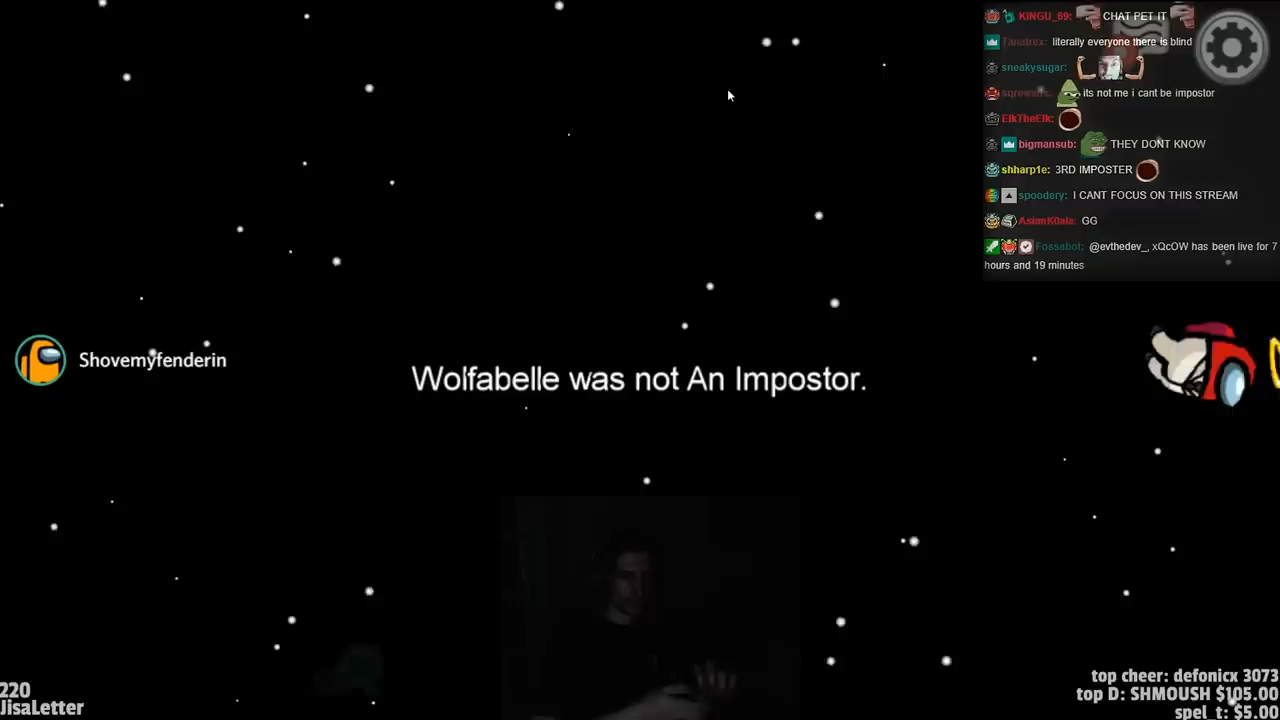 KINGU_69: CHAT PET IT
Tanatrex: literally everyone there is blind
sneakysugar:
its not me i cant be impostor
ElkTheElk:
bigmansub: THEY DONT KNOW
shharp1e: 3RD IMPOSTER
spoodery: I CANT FOCUS ON THIS STREAM
AsianK0ala: GG
Fossabot: @evthedev_, xQcOW has been live for 7
hours and 19 minutes
Shovemyfenderin
Wolfabelle was not An Impostor.
220
JisaLetter
top cheer: defonicx 3073
top D: SHMOUSH $105.00
spel_t: $5.00